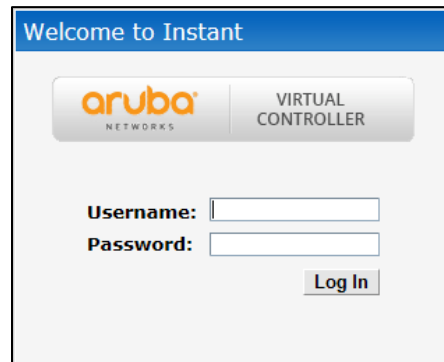 Welcome to Instant
aruba NETWORKS
VIRTUAL CONTROLLER
Username:
Password:
Log In